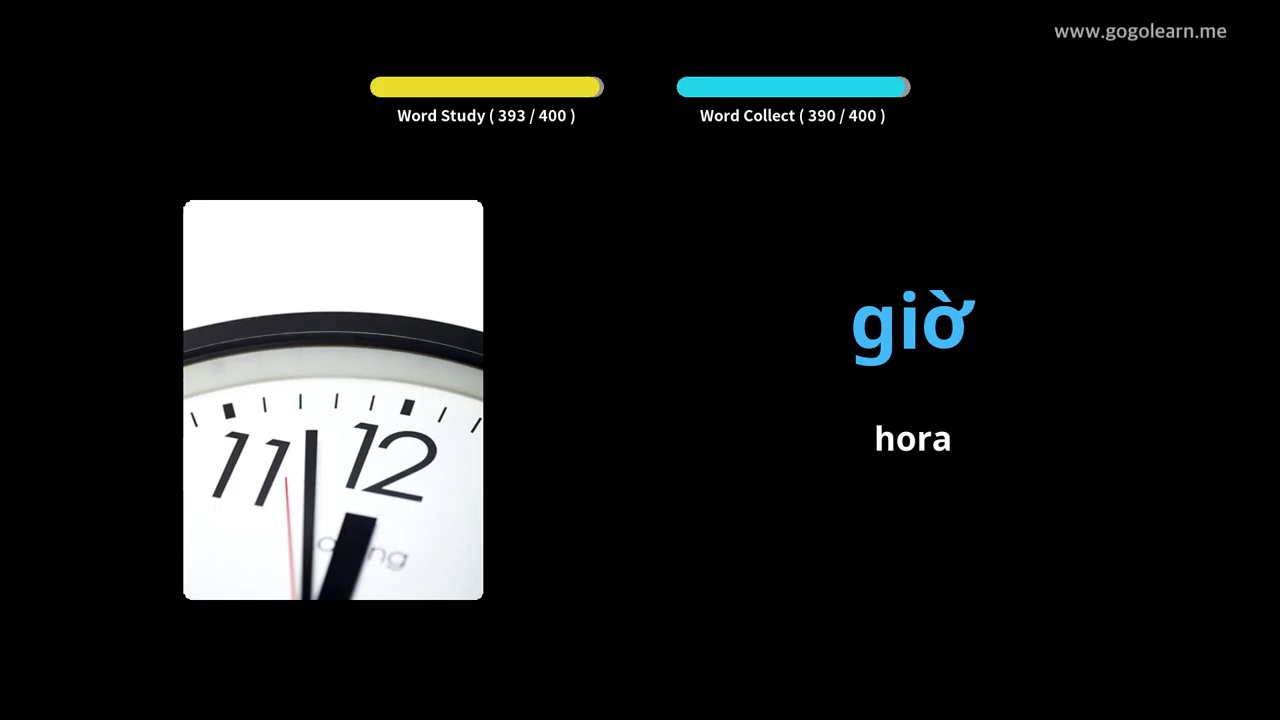 www.gogolearn.me
Word Study ( 393 / 400 )
Word Collect ( 390 / 400 )
giờ
hora
11 12